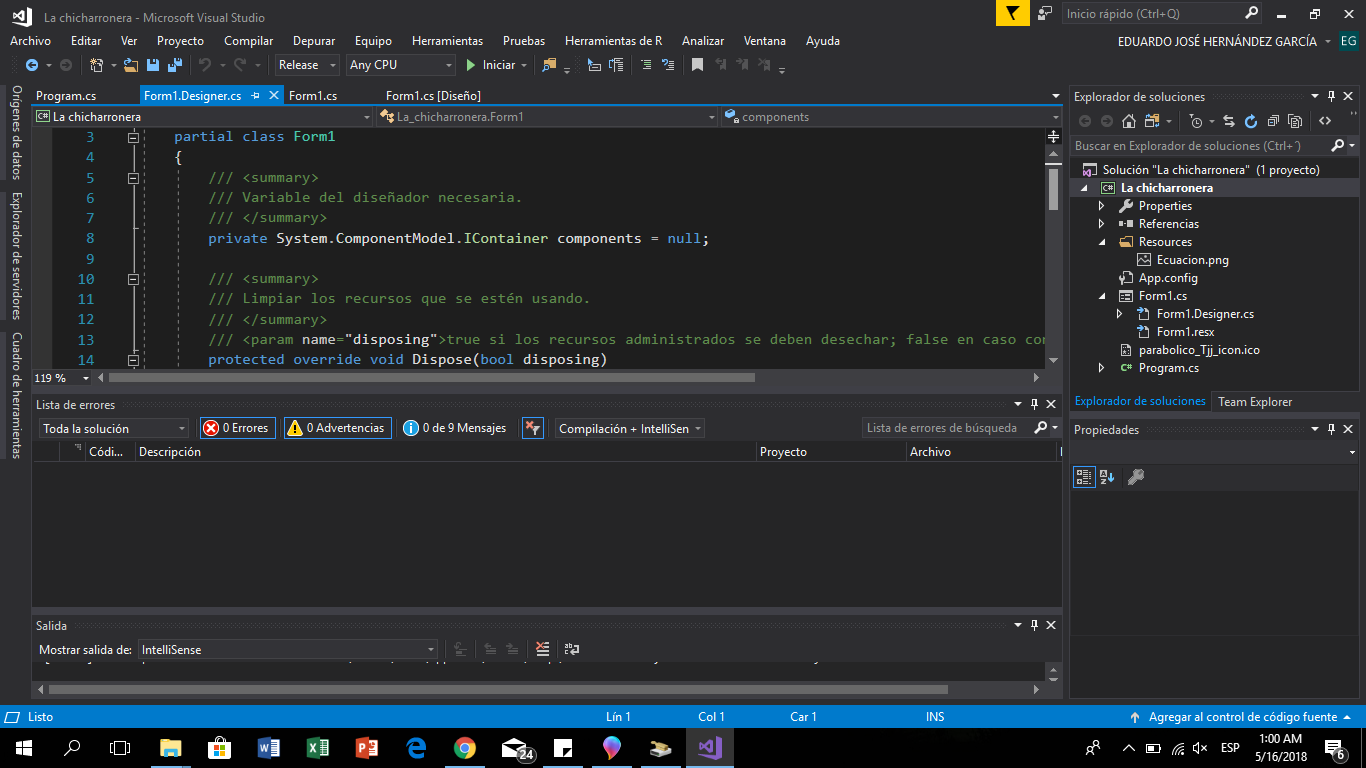 La chicharronera - Microsoft Visual Studio
Inicio rápido (Ctrl+Q)
Archivo Editar Ver Proyecto Compilar Depurar Equipo Herramientas Pruebas Herramientas de R Analizar Ventana Ayuda
EDUARDO JOSÉ HERNÁNDEZ GARCÍA EG
Release Any CPU Iniciar
Orígenes de datos
Explorador de servidores
Cuadro de herramientas
Program.cs Form1.Designer.cs Form1.cs Form1.cs [Diseño]
La chicharronera La_chicharronera.Form1 components
3 partial class Form1
4 {
5 /// <summary>
6 /// Variable del diseñador necesaria.
7 /// </summary>
8 private System.ComponentModel.IContainer components = null;
9
10 /// <summary>
11 /// Limpiar los recursos que se estén usando.
12 /// </summary>
13 /// <param name="disposing">true si los recursos administrados se deben desechar; false en caso con
14 protected override void Dispose(bool disposing)
119 %
Lista de errores
Toda la solución 0 Errores 0 Advertencias 0 de 9 Mensajes Compilación + IntelliSen Lista de errores de búsqueda
Códi... Descripción Proyecto Archivo
Salida
Mostrar salida de: IntelliSense
Explorador de soluciones
Buscar en Explorador de soluciones (Ctrl+´)
Solución "La chicharronera" (1 proyecto)
La chicharronera
Properties
Referencias
Resources
Ecuacion.png
App.config
Form1.cs
Form1.Designer.cs
Form1.resx
parabolico_Tjj_icon.ico
Program.cs
Explorador de soluciones Team Explorer
Propiedades
Listo Lín 1 Col 1 Car 1 INS Agregar al control de código fuente
24
ESP
1:00 AM
5/16/2018
6